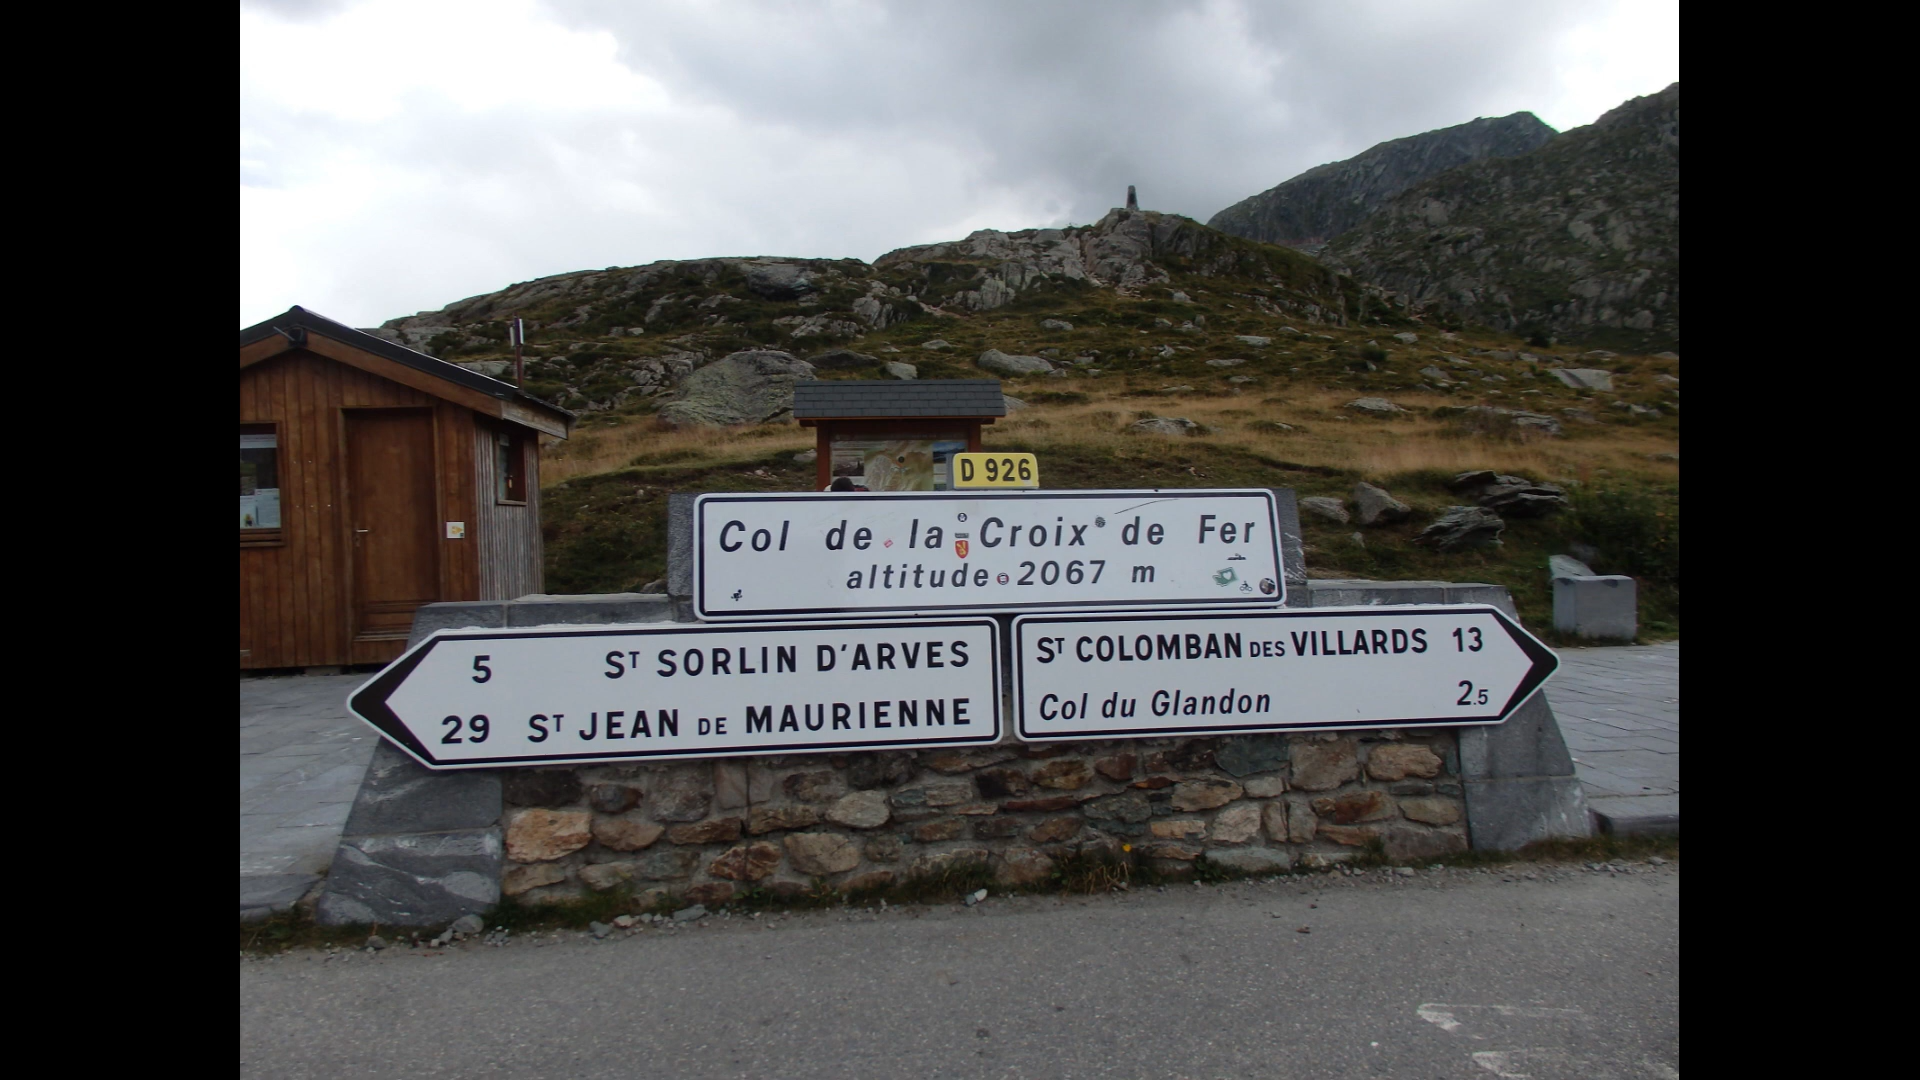 D 926
Col de la Croix de Fer
altitude 2067 m
5 ST SORLIN D'ARVES
29 ST JEAN DE MAURIENNE
ST COLOMBAN DES VILLARDS 13
Col du Glandon 2.5